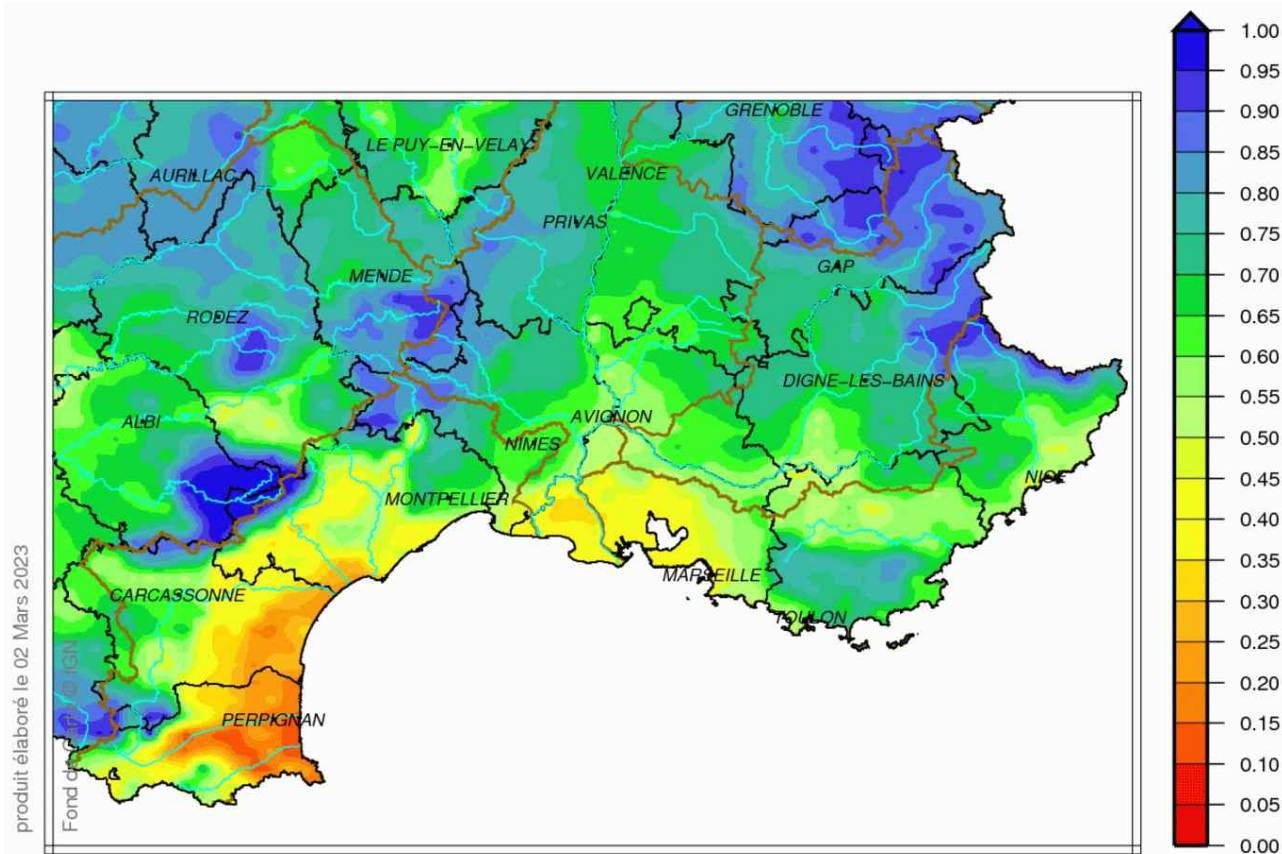 GRENOBLE
LE PUY-EN-VELAY
AURILLAC
VALENCE
PRIVAS
GAP
MENDE
RODEZ
DIGNE-LES-BAINS
ALBI
AVIGNON
NIMES
NICE
MONTPELLIER
MARSEILLE
CARCASSONNE
TOULON
PERPIGNAN
produit élaboré le 02 Mars 2023
Fond de Carte © IGN
1.00
0.95
0.90
0.85
0.80
0.75
0.70
0.65
0.60
0.55
0.50
0.45
0.40
0.35
0.30
0.25
0.20
0.15
0.10
0.05
0.00